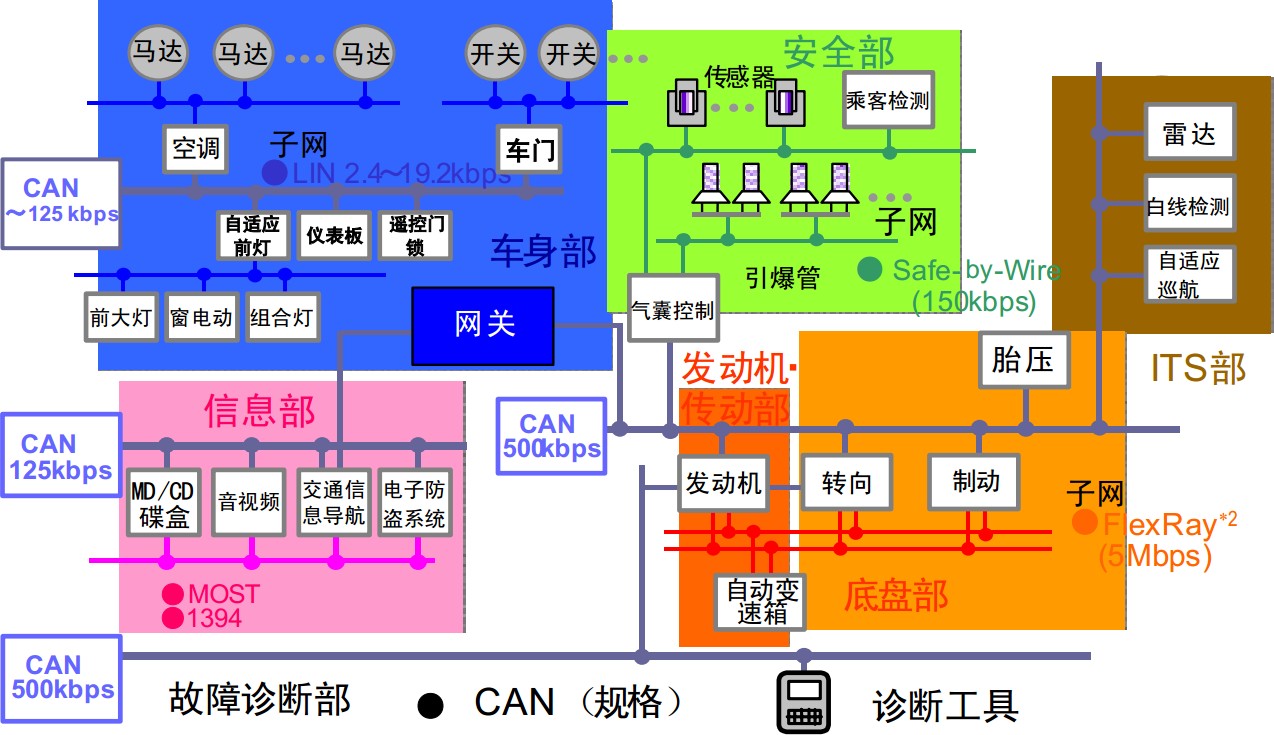 马达
马达
马达
开关
开关
安全部
传感器
乘客检测
雷达
空调
子网
车门
LIN 2.4～19.2kbps
CAN
～125 kbps
自适应
前灯
仪表板
遥控门
锁
车身部
白线检测
子网
自适应
巡航
Safe-by-Wire
(150kbps)
引爆管
气囊控制
前大灯
窗电动
组合灯
网关
胎压
ITS部
发动机·
传动部
信息部
CAN
125kbps
CAN
500kbps
MD/CD
碟盒
音视频
交通信
息导航
电子防
盗系统
发动机
转向
制动
子网
FlexRay*2
(5Mbps)
自动变
速箱
底盘部
MOST
1394
CAN
500kbps
故障诊断部
CAN（规格）
诊断工具